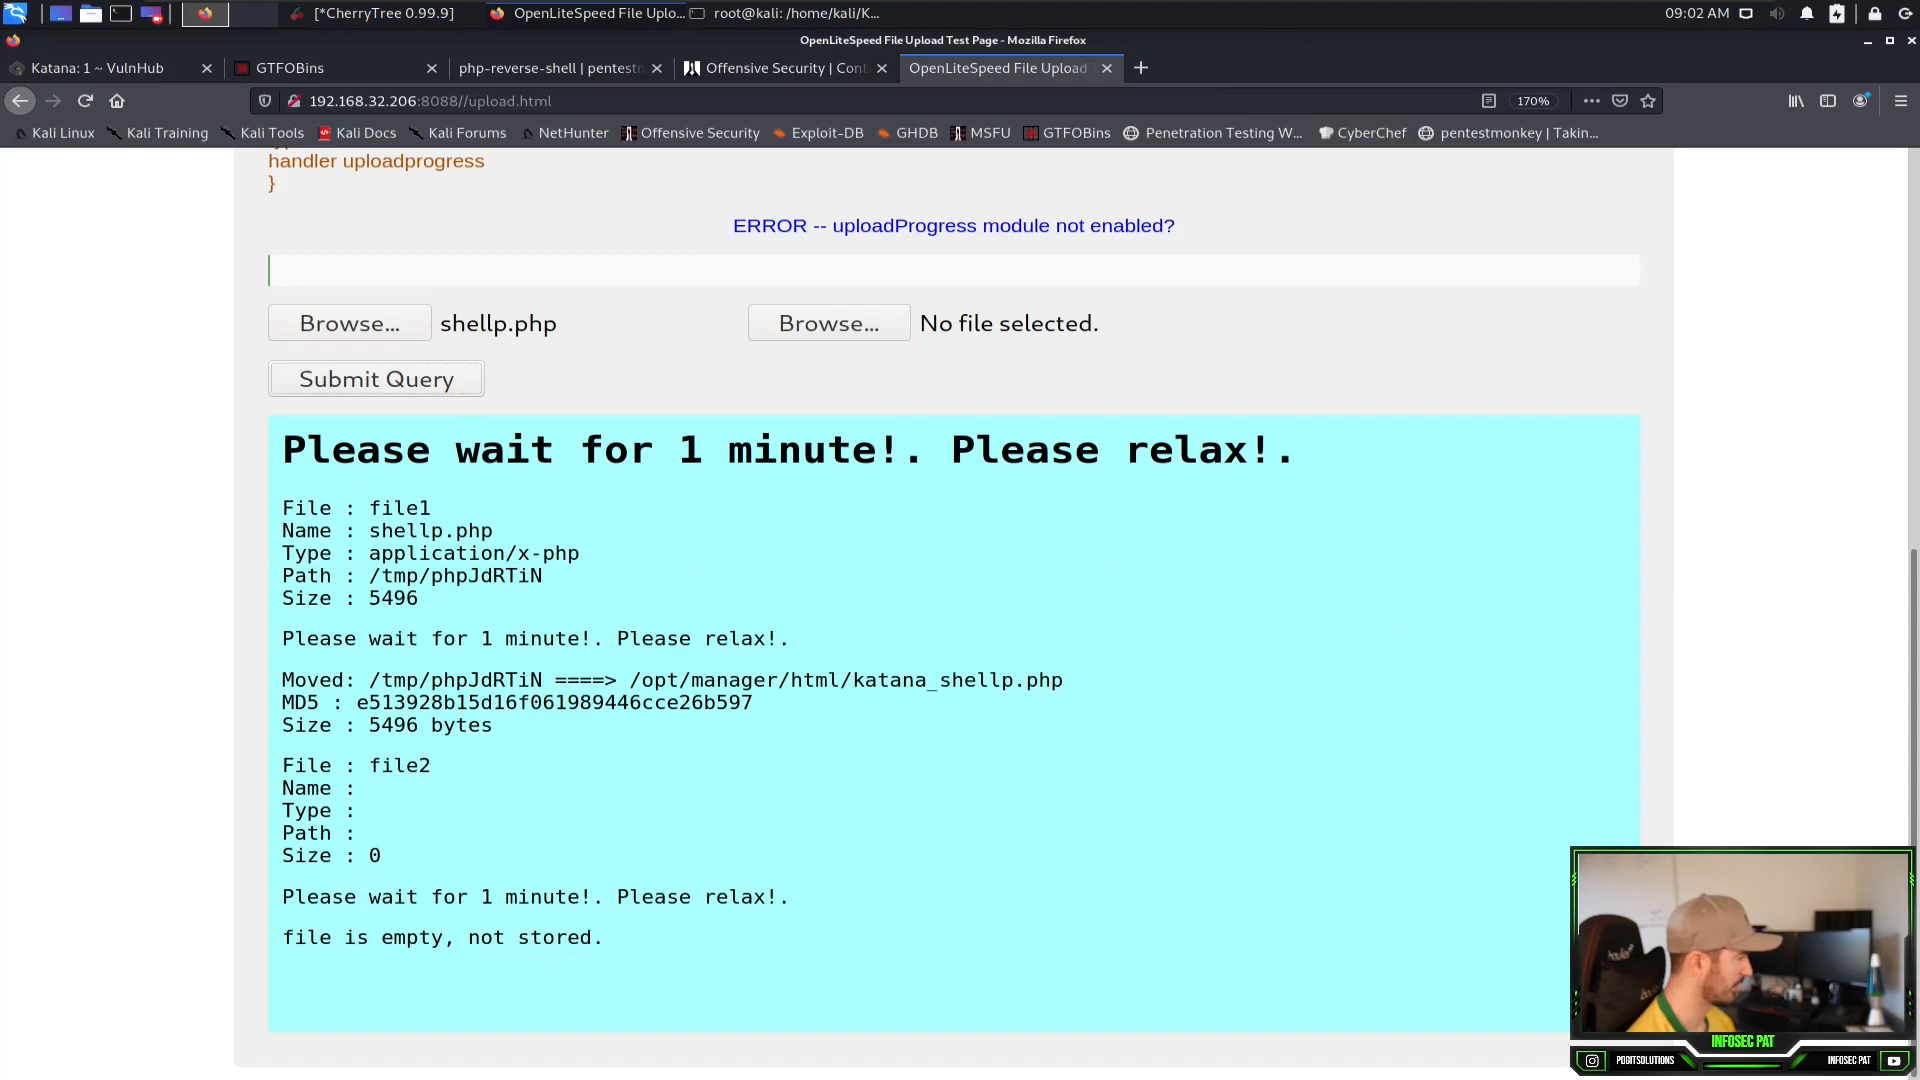 [*CherryTree 0.99.9]
OpenLiteSpeed File Uplo...
root@kali: /home/kali/K...
09:02 AM
OpenLiteSpeed File Upload Test Page - Mozilla Firefox
Katana: 1 ~ VulnHub
GTFOBins
php-reverse-shell | pentestm
Offensive Security | Cont
OpenLiteSpeed File Upload
192.168.32.206:8088//upload.html
170%
Kali Linux
Kali Training
Kali Tools
Kali Docs
Kali Forums
NetHunter
Offensive Security
Exploit-DB
GHDB
MSFU
GTFOBins
Penetration Testing W...
CyberChef
pentestmonkey | Takin...
handler uploadprogress
}
ERROR -- uploadProgress module not enabled?
Browse... shellp.php
Browse... No file selected.
Submit Query
Please wait for 1 minute!. Please relax!.
File : file1
Name : shellp.php
Type : application/x-php
Path : /tmp/phpJdRTiN
Size : 5496
Please wait for 1 minute!. Please relax!.
Moved: /tmp/phpJdRTiN ====> /opt/manager/html/katana_shellp.php
MD5 : e513928b15d16f061989446cce26b597
Size : 5496 bytes
File : file2
Name :
Type :
Path :
Size : 0
Please wait for 1 minute!. Please relax!.
file is empty, not stored.
INFOSEC PAT
PDDITSOLUTIONS
INFOSEC PAT